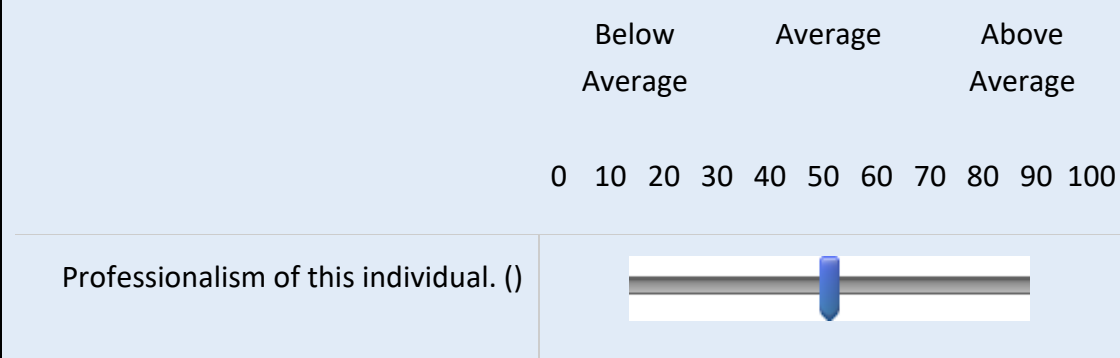 Below Average Above
Average Average
0 10 20 30 40 50 60 70 80 90 100
Professionalism of this individual. ()